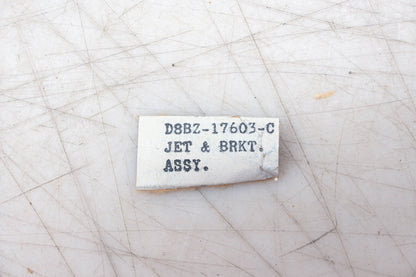 D8BZ-17603-C
JET & BRKT.
ASSY.